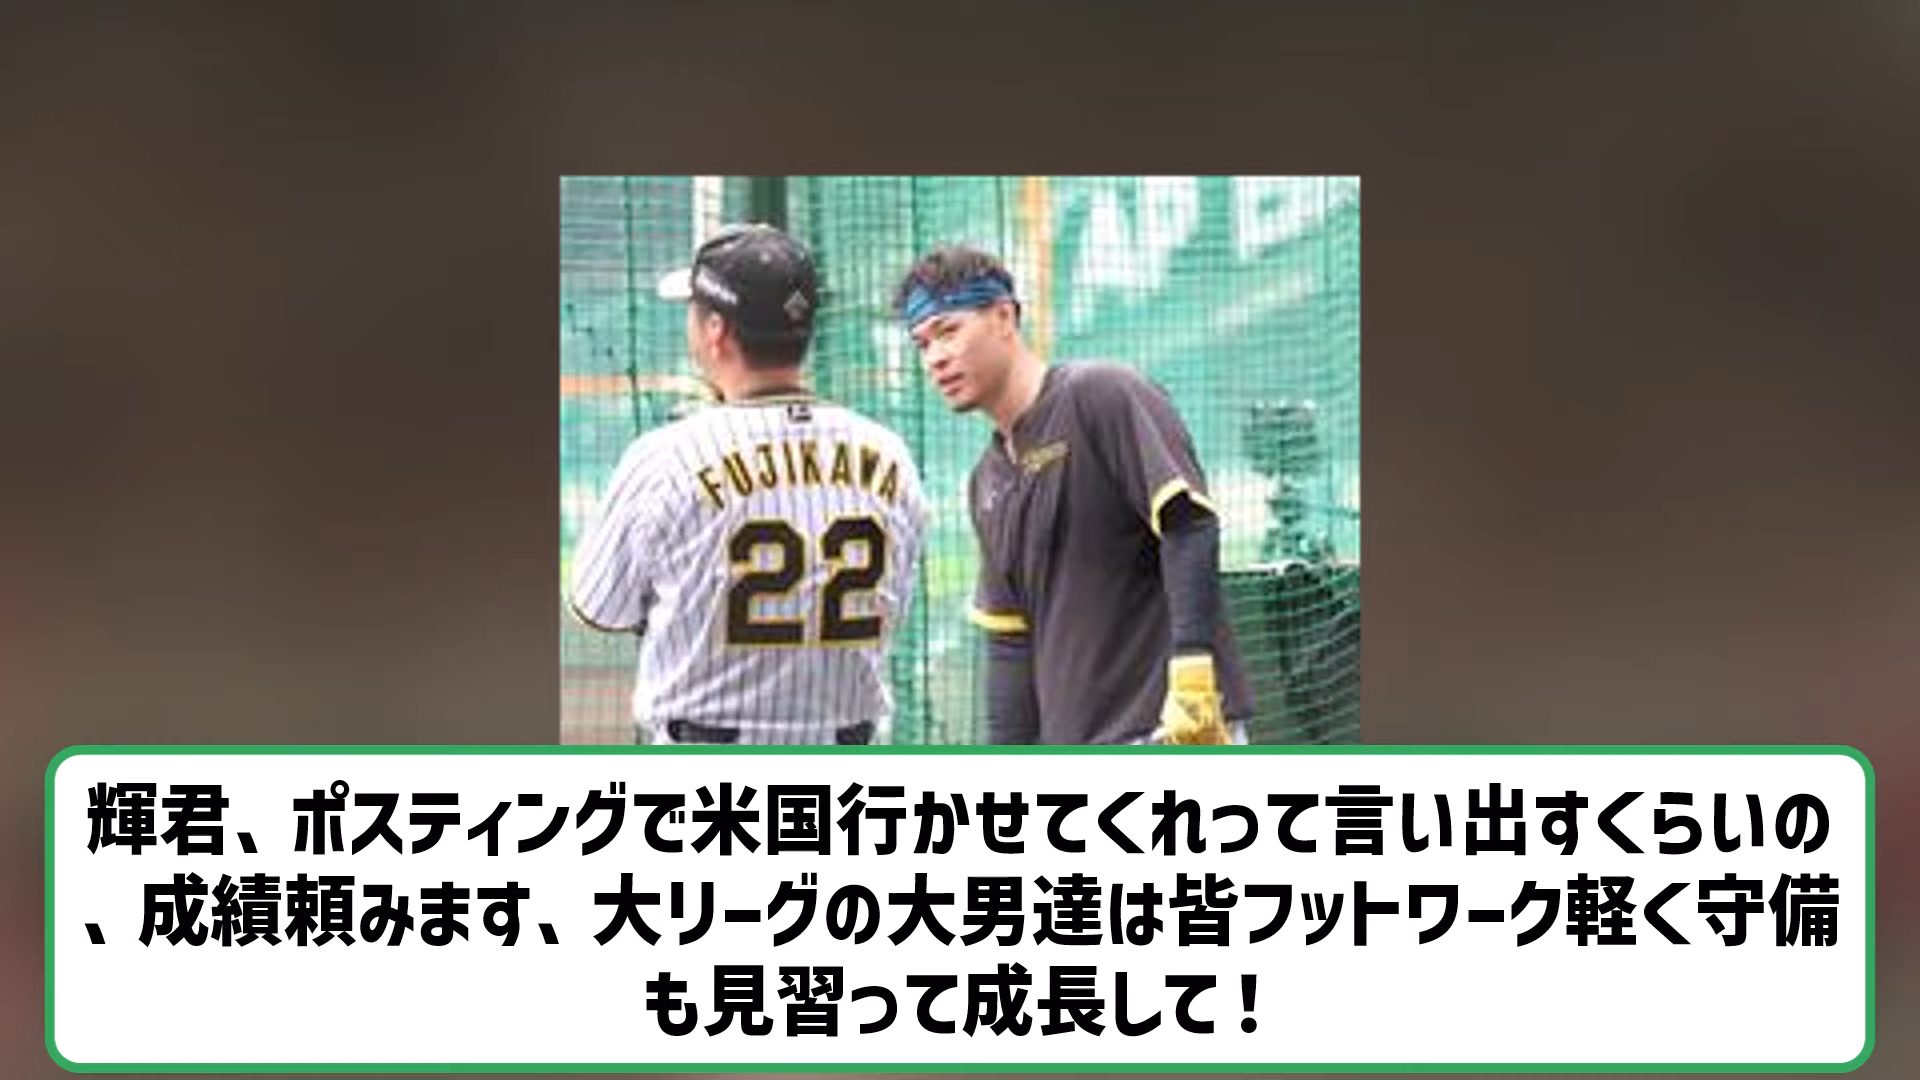 FUJIKAWA
22
輝君、ポスティングで米国行かせてくれって言い出すくらいの
、成績頼みます、大リーグの大男達は皆フットワーク軽く守備
も見習って成長して！